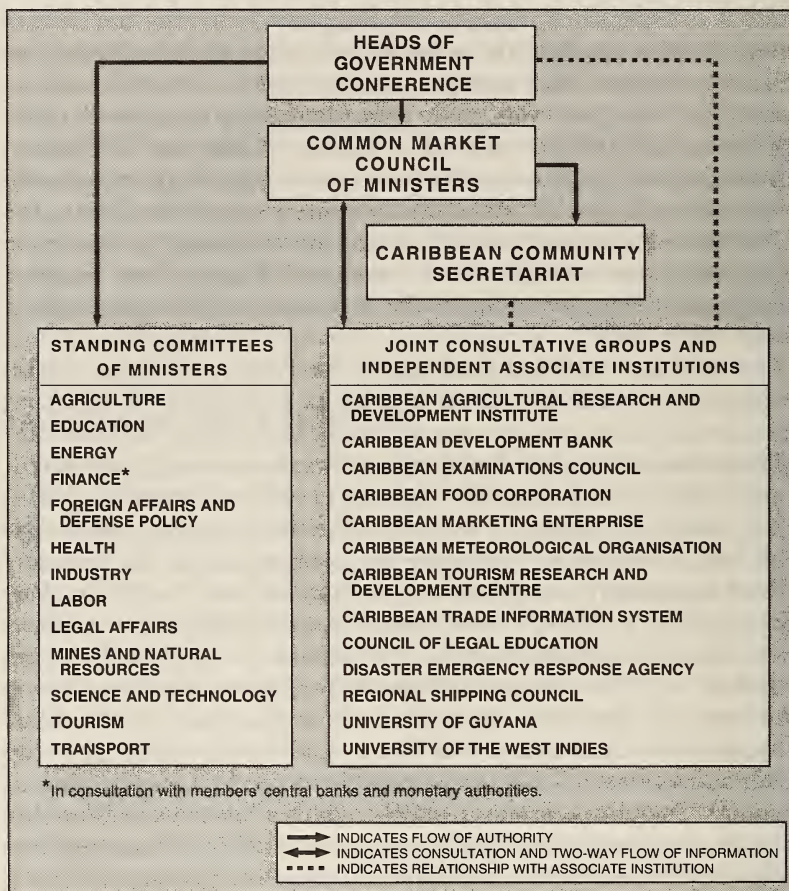 HEADS OF
GOVERNMENT
CONFERENCE
COMMON MARKET
COUNCIL
OF MINISTERS
CARIBBEAN COMMUNITY
SECRETARIAT
STANDING COMMITTEES
OF MINISTERS
AGRICULTURE
EDUCATION
ENERGY
FINANCE*
FOREIGN AFFAIRS AND
DEFENSE POLICY
HEALTH
INDUSTRY
LABOR
LEGAL AFFAIRS
MINES AND NATURAL
RESOURCES
SCIENCE AND TECHNOLOGY
TOURISM
TRANSPORT
JOINT CONSULTATIVE GROUPS AND
INDEPENDENT ASSOCIATE INSTITUTIONS
CARIBBEAN AGRICULTURAL RESEARCH AND
DEVELOPMENT INSTITUTE
CARIBBEAN DEVELOPMENT BANK
CARIBBEAN EXAMINATIONS COUNCIL
CARIBBEAN FOOD CORPORATION
CARIBBEAN MARKETING ENTERPRISE
CARIBBEAN METEOROLOGICAL ORGANISATION
CARIBBEAN TOURISM RESEARCH AND
DEVELOPMENT CENTRE
CARIBBEAN TRADE INFORMATION SYSTEM
COUNCIL OF LEGAL EDUCATION
DISASTER EMERGENCY RESPONSE AGENCY
REGIONAL SHIPPING COUNCIL
UNIVERSITY OF GUYANA
UNIVERSITY OF THE WEST INDIES
*In consultation with members' central banks and monetary authorities.
INDICATES FLOW OF AUTHORITY
INDICATES CONSULTATION AND TWO-WAY FLOW OF INFORMATION
INDICATES RELATIONSHIP WITH ASSOCIATE INSTITUTION